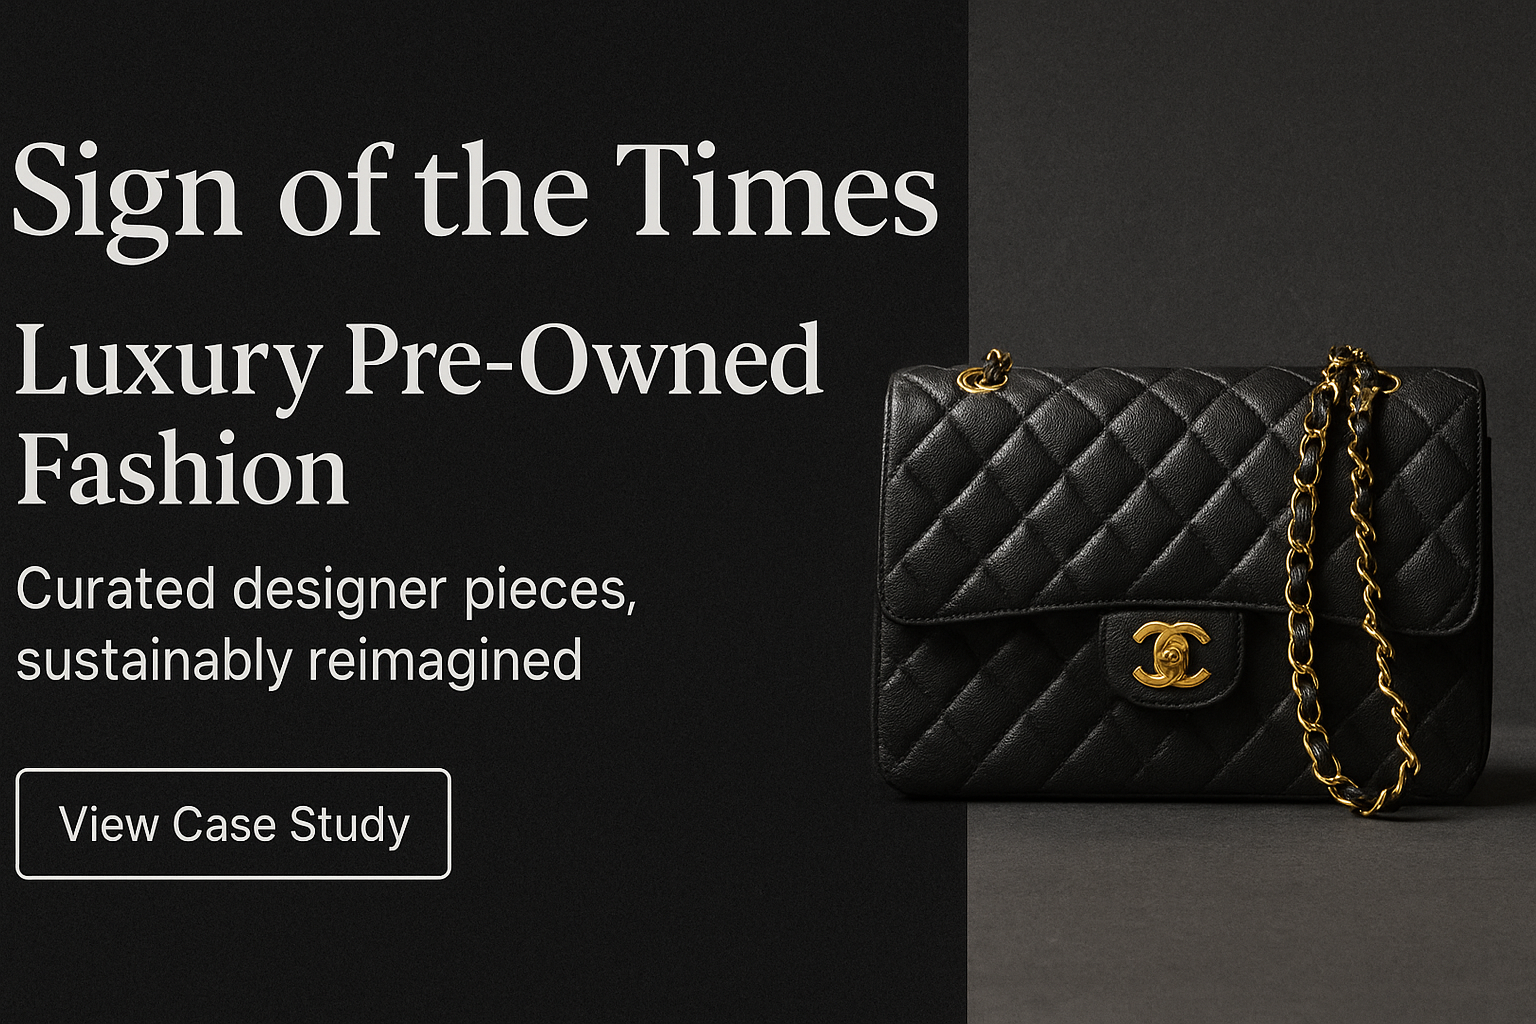 Sign of the Times
Luxury Pre-Owned
Fashion
Curated designer pieces,
sustainably reimagined
View Case Study